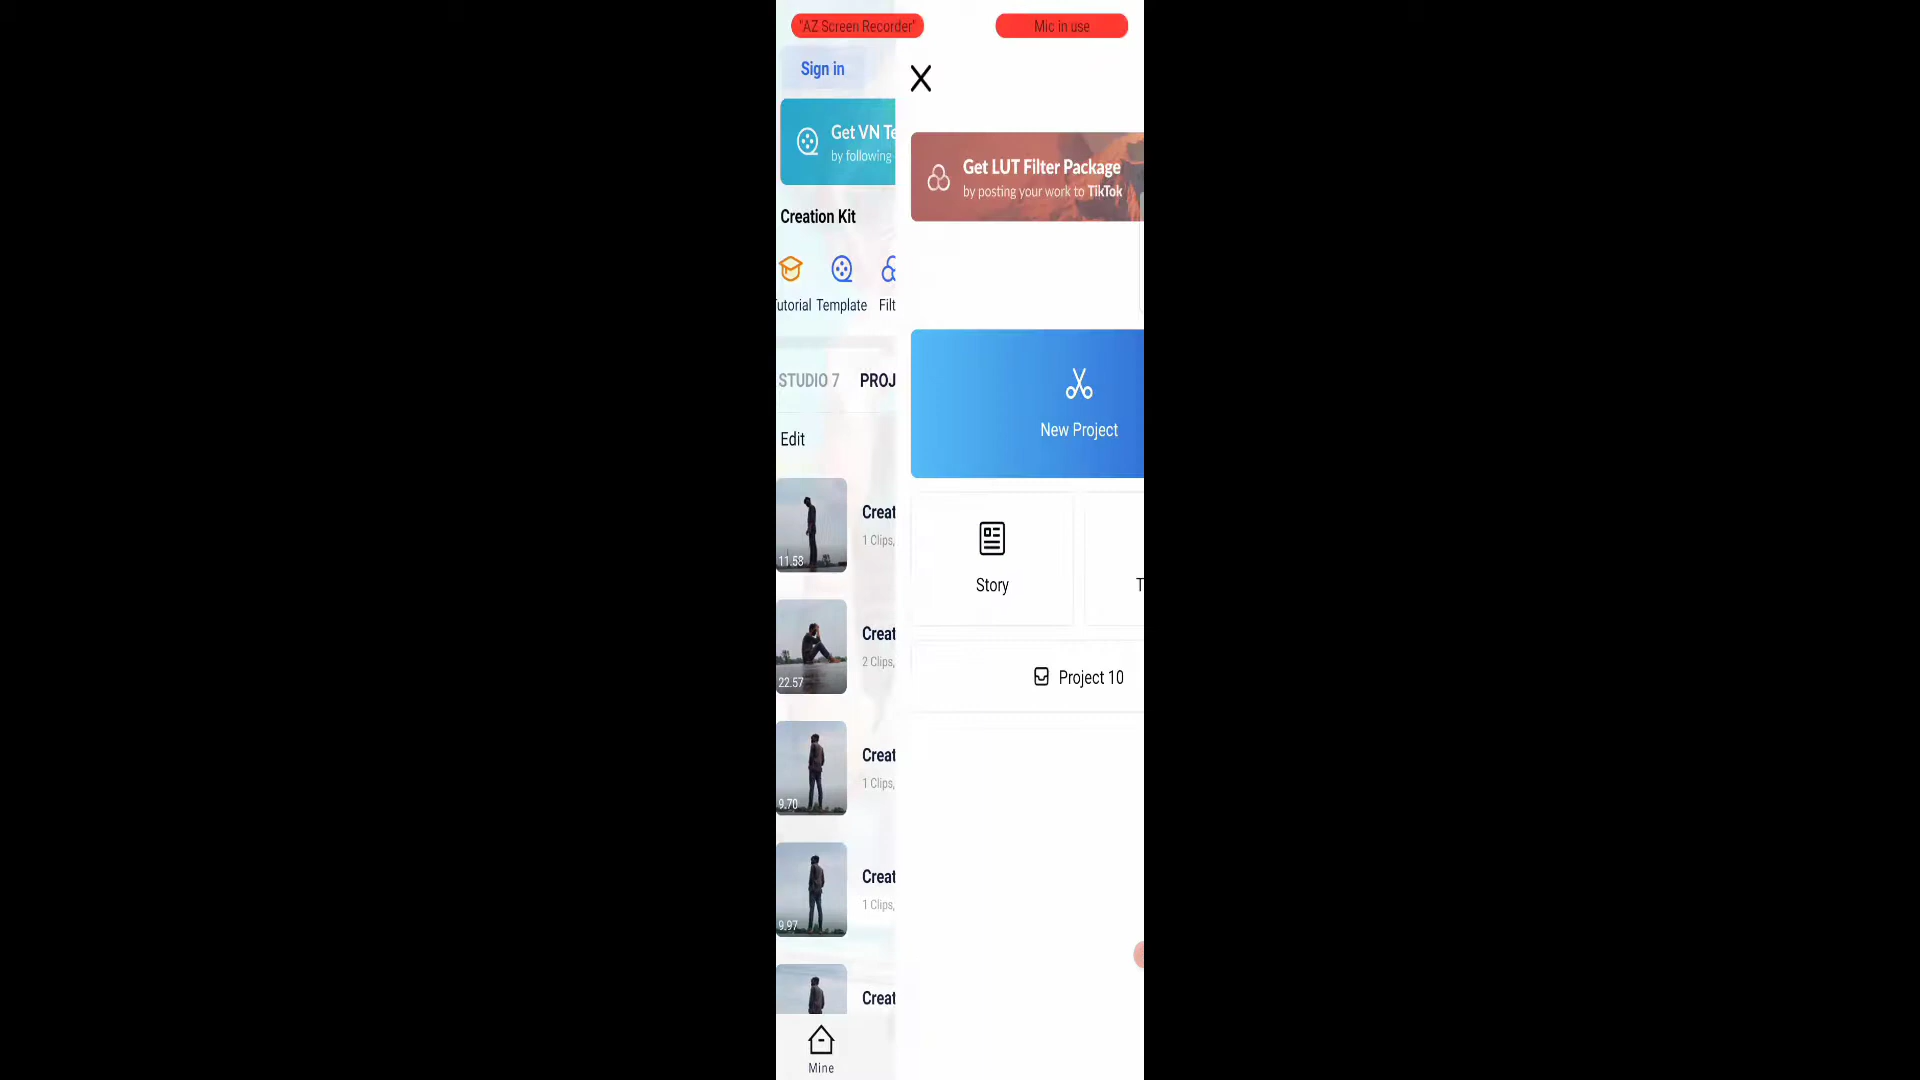 "AZ Screen Recorder"
Mic in use
Sign in
Get VN Te
by following
Creation Kit
utorial
Template
Filt
STUDIO 7
PROJ
Edit
11.58
Creat
1 Clips,
22.57
Creat
2 Clips,
9.70
Creat
1 Clips,
9.97
Creat
1 Clips,
Creat
Mine
Get LUT Filter Package
by posting your work to TikTok
New Project
Story
T
Project 10